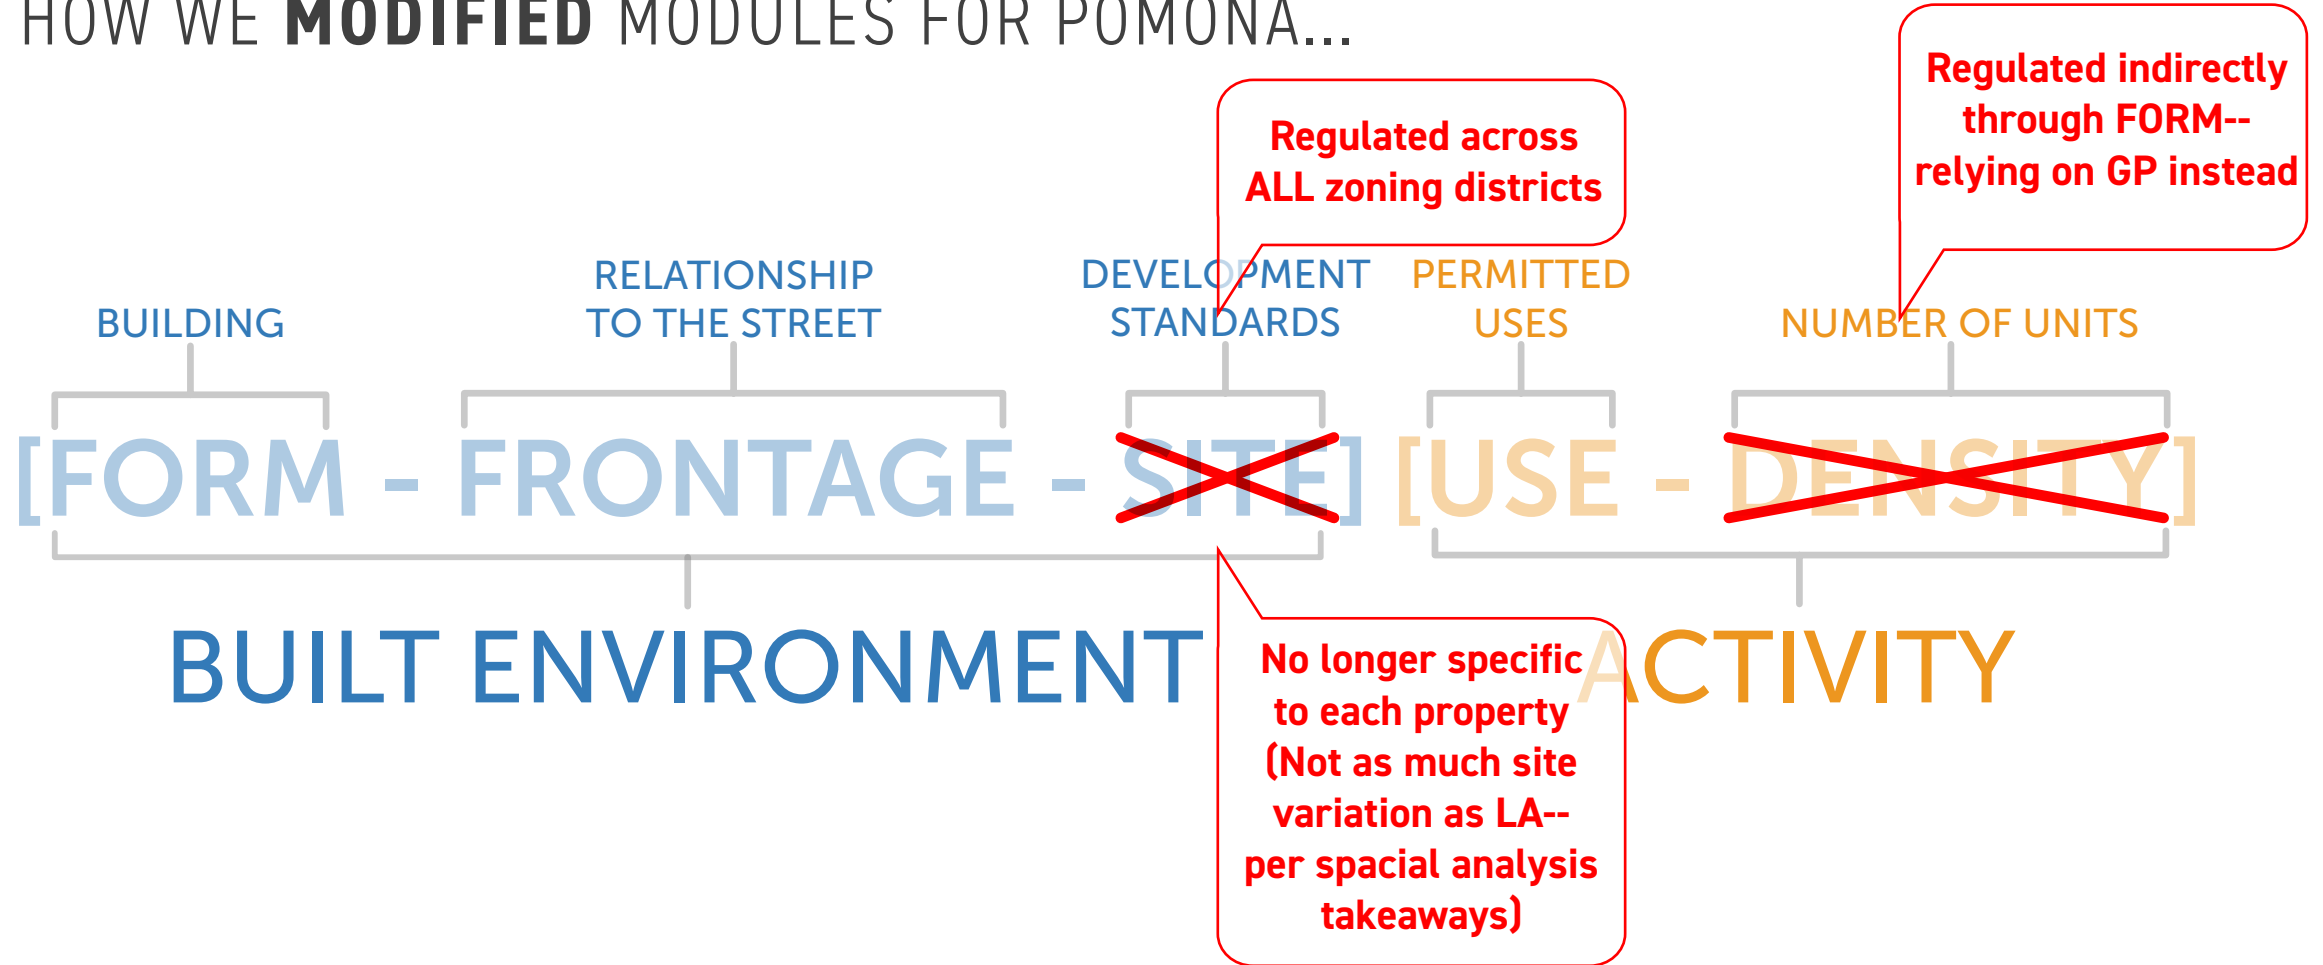 HOW WE MODIFIED MODULES FOR POMONA...
Regulated indirectly
through FORM--
relying on GP instead
Regulated across
ALL zoning districts
BUILDING
RELATIONSHIP
TO THE STREET
DEVELOPMENT
STANDARDS
PERMITTED
USES
NUMBER OF UNITS
[FORM - FRONTAGE - SITE] [USE - DENSITY]
BUILT ENVIRONMENT
ACTIVITY
No longer specific
to each property
(Not as much site
variation as LA--
per spacial analysis
takeaways)